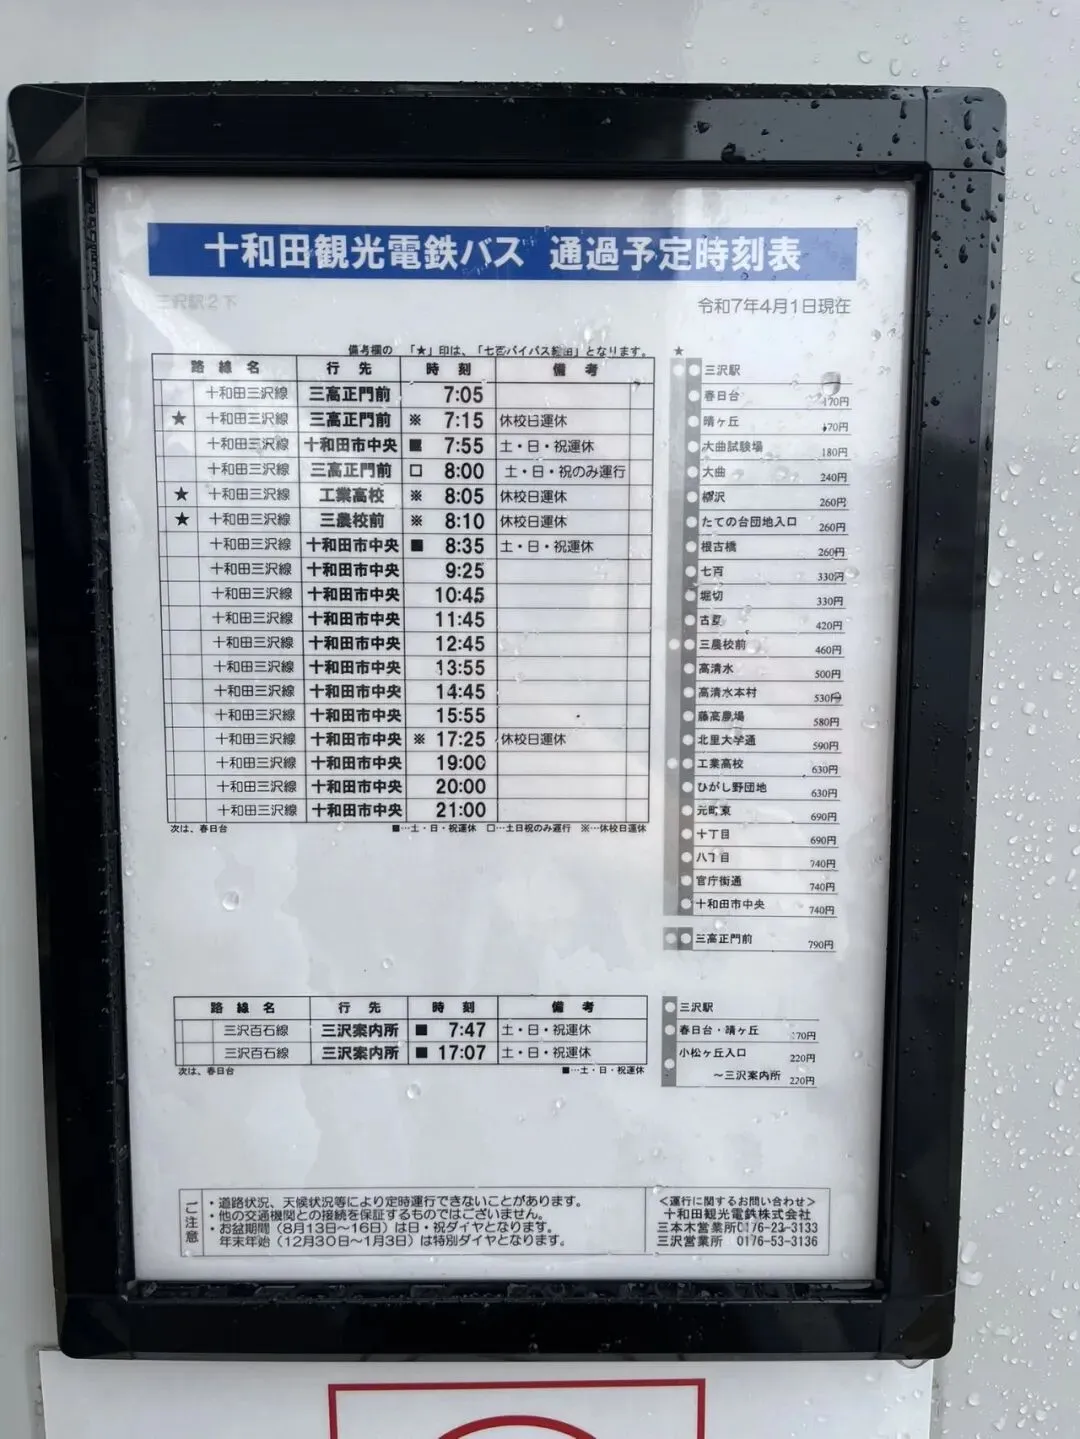 十和田観光電鉄バス 通過予定時刻表
三沢駅2下
令和7年4月1日現在
備考欄の 「★」印は、「七百バイパス経由」となります。
路線名 行先 時刻 備考
十和田三沢線 三高正門前 7:05
★ 十和田三沢線 三高正門前 ※ 7:15 休校日運休
十和田三沢線 十和田市中央 ■ 7:55 土・日・祝運休
十和田三沢線 三高正門前 □ 8:00 土・日・祝のみ運行
★ 十和田三沢線 工業高校 ※ 8:05 休校日運休
★ 十和田三沢線 三農校前 ※ 8:10 休校日運休
十和田三沢線 十和田市中央 ■ 8:35 土・日・祝運休
十和田三沢線 十和田市中央 9:25
十和田三沢線 十和田市中央 10:45
十和田三沢線 十和田市中央 11:45
十和田三沢線 十和田市中央 12:45
十和田三沢線 十和田市中央 13:55
十和田三沢線 十和田市中央 14:45
十和田三沢線 十和田市中央 15:55
十和田三沢線 十和田市中央 ※ 17:25 休校日運休
十和田三沢線 十和田市中央 19:00
十和田三沢線 十和田市中央 20:00
十和田三沢線 十和田市中央 21:00
次は、春日台 ■…土・日・祝運休 □…土日祝のみ運行 ※…休校日運休
★
三沢駅
春日台 170円
晴ヶ丘 170円
大曲試験場 180円
大曲 240円
柳沢 260円
たての台団地入口 260円
根古橋 260円
七百 330円
堀切 330円
古里 420円
三農校前 460円
高清水 500円
高清水本村 530円
藤高農場 580円
北里大学通 590円
工業高校 630円
ひがし野団地 630円
元町東 690円
十丁目 690円
八丁目 740円
官庁街通 740円
十和田市中央 740円
三高正門前 790円
路線名 行先 時刻 備考
三沢百石線 三沢案内所 ■ 7:47 土・日・祝運休
三沢百石線 三沢案内所 ■ 17:07 土・日・祝運休
次は、春日台 ■…土・日・祝運休
三沢駅
春日台・晴ヶ丘 170円
小松ヶ丘入口 220円
～三沢案内所 220円
ご注意
・道路状況、天候状況等により定時運行できないことがあります。
・他の交通機関との接続を保証するものではございません。
・お盆期間（8月13日～16日）は日・祝ダイヤとなります。
年末年始（12月30日～1月3日）は特別ダイヤとなります。
＜運行に関するお問い合わせ＞
十和田観光電鉄株式会社
三本木営業所0176-23-3133
三沢営業所 0176-53-3136